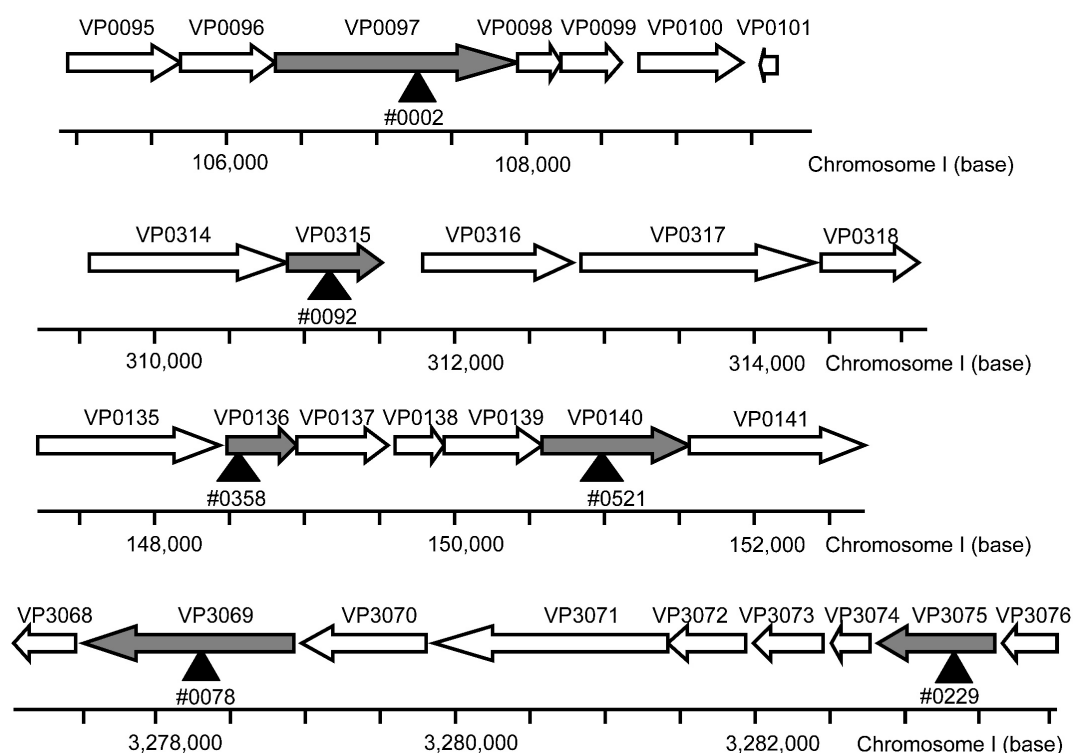 VP0095 VP0096 VP0097 VP0098 VP0099 VP0100 VP0101
#0002
106,000 108,000 Chromosome I (base)
VP0314 VP0315 VP0316 VP0317 VP0318
#0092
310,000 312,000 314,000 Chromosome I (base)
VP0135 VP0136 VP0137 VP0138 VP0139 VP0140 VP0141
#0358 #0521
148,000 150,000 152,000 Chromosome I (base)
VP3068 VP3069 VP3070 VP3071 VP3072 VP3073 VP3074 VP3075 VP3076
#0078 #0229
3,278,000 3,280,000 3,282,000 Chromosome I (base)